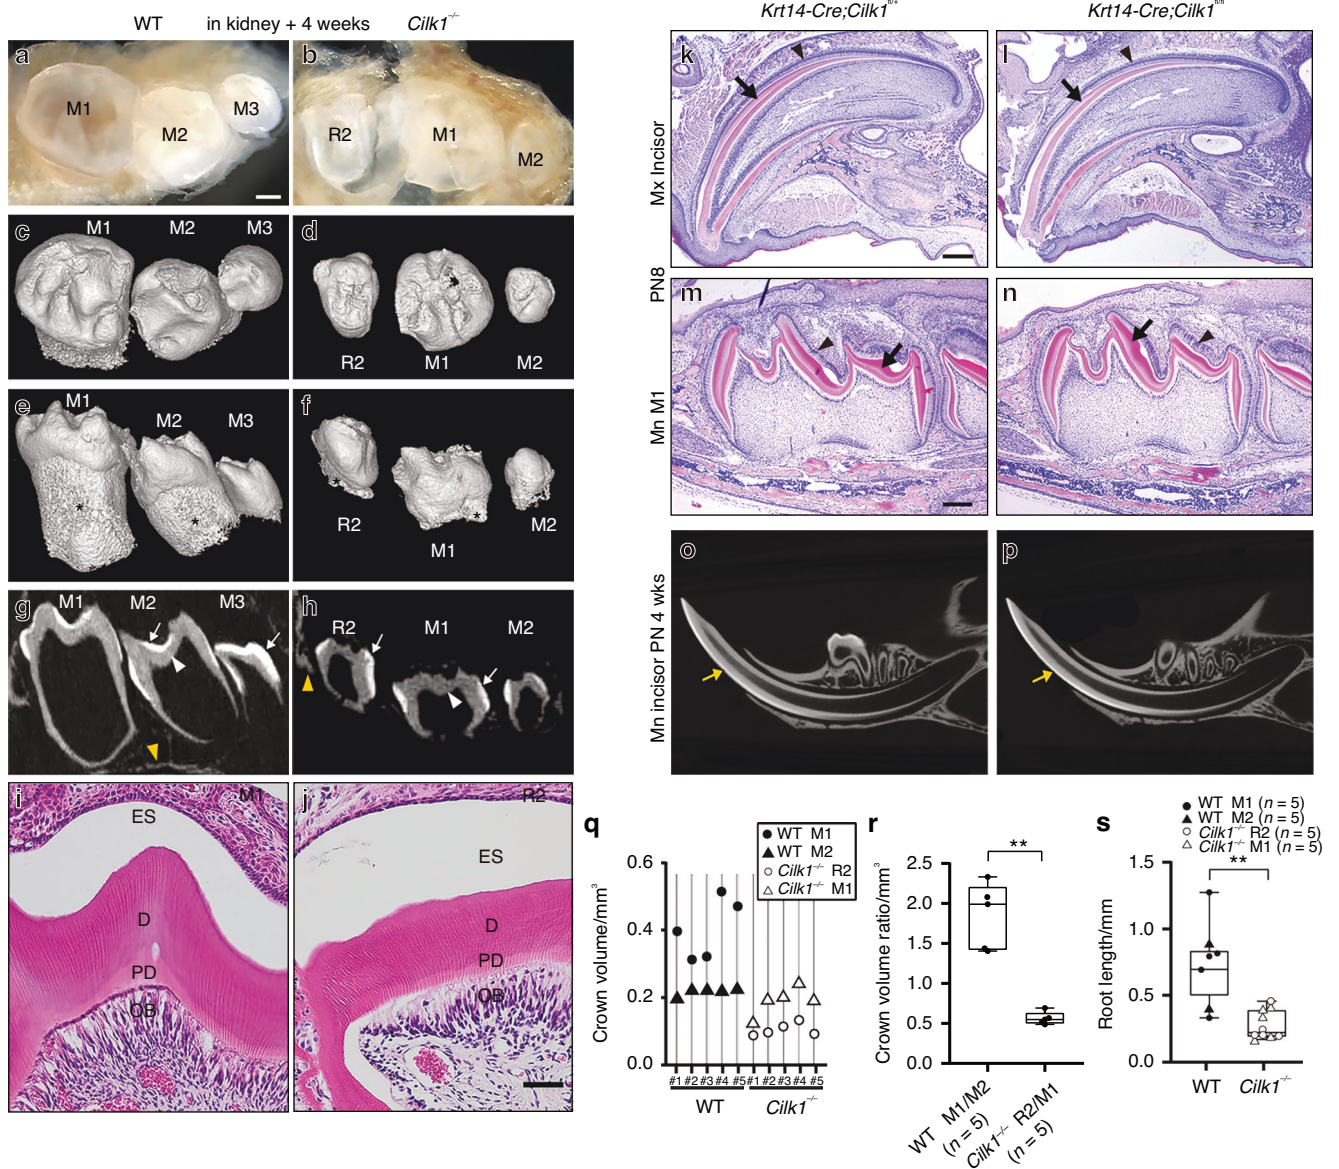 WT in kidney + 4 weeks Cilk1⁻/⁻
a M1 M2 M3
b R2 M1 M2
c M1 M2 M3
d R2 M1 M2
e M1 M2 M3 * *
f R2 M1 M2 * *
g M1 M2 M3
h R2 M1 M2
i M1 ES D PD OB
j R2 ES D PD OB
Krt14-Cre;Cilk1fl/+ Krt14-Cre;Cilk1fl/fl
Mx Incisor
k l
PN8
Mn M1
m n
Mn incisor PN 4 wks
o p
q
WT M1
WT M2
Cilk1⁻/⁻ R2
Cilk1⁻/⁻ M1
Crown volume/mm³
0.6
0.4
0.2
0.0
#1 #2 #3 #4 #5 #1 #2 #3 #4 #5
WT Cilk1⁻/⁻
r
**
Crown volume ratio/mm³
2.5
2.0
1.5
1.0
0.5
0.0
WT M1/M2
(n = 5)
Cilk1⁻/⁻ R2/M1
(n = 5)
s
WT M1 (n = 5)
WT M2 (n = 5)
Cilk1⁻/⁻ R2 (n = 5)
Cilk1⁻/⁻ M1 (n = 5)
**
Root length/mm
1.5
1.0
0.5
0.0
WT Cilk1⁻/⁻